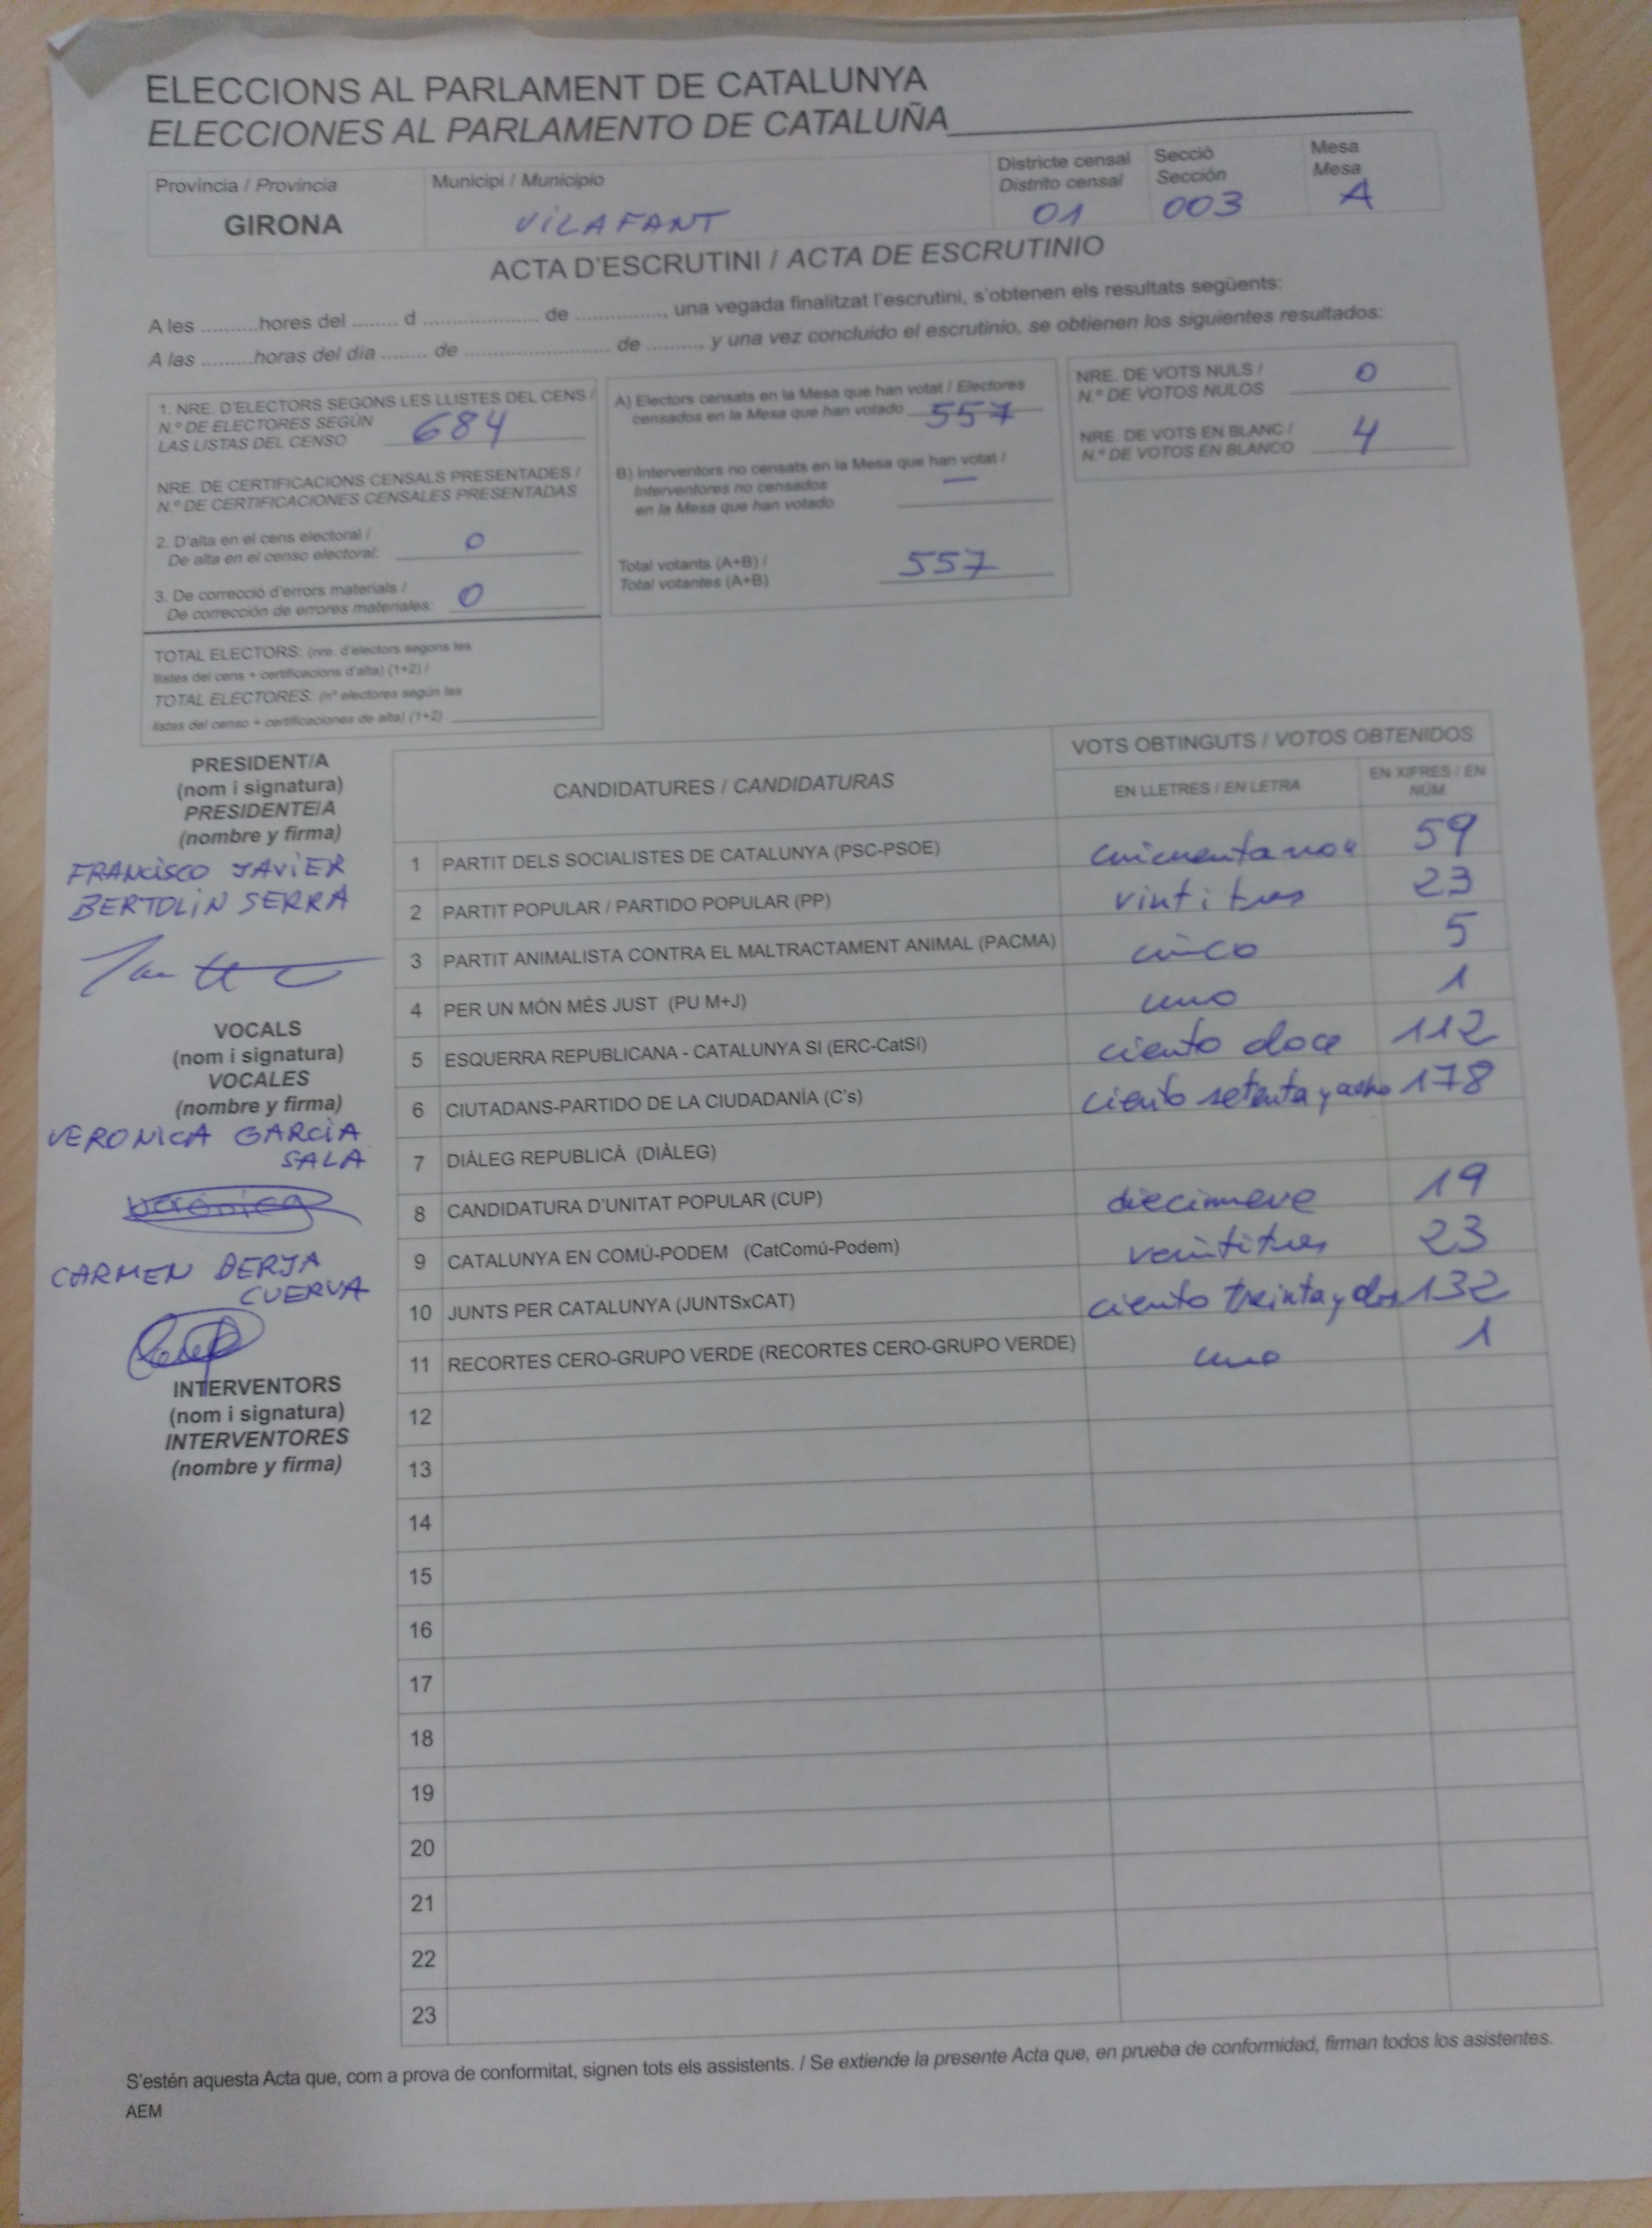 ELECCIONS AL PARLAMENT DE CATALUNYA
ELECCIONES AL PARLAMENTO DE CATALUÑA
Província / Provincia
Municipi / Municipio
Districte censal
Distrito censal
Secció
Sección
Mesa
Mesa
GIRONA
VILAFANT
01
003
A
ACTA D'ESCRUTINI / ACTA DE ESCRUTINIO
A les ..........hores del ........ d .................... de ..............., una vegada finalitzat l'escrutini, s'obtenen els resultats següents:
A las .........horas del día ........ de ......................... de .........., y una vez concluido el escrutinio, se obtienen los siguientes resultados:
1. NRE. D'ELECTORS SEGONS LES LLISTES DEL CENS /
N.º DE ELECTORES SEGÚN
LAS LISTAS DEL CENSO 684
NRE. DE CERTIFICACIONS CENSALS PRESENTADES /
N.º DE CERTIFICACIONES CENSALES PRESENTADAS
2. D'alta en el cens electoral /
De alta en el censo electoral: 0
3. De correcció d'errors materials /
De corrección de errores materiales: 0
TOTAL ELECTORS: (nre. d'electors segons les
llistes del cens + certificacions d'alta) (1+2) /
TOTAL ELECTORES: (nº electores según las
listas del censo + certificaciones de alta) (1+2)
A) Electors censats en la Mesa que han votat / Electores
censados en la Mesa que han votado 557
B) Interventors no censats en la Mesa que han votat /
Interventores no censados
en la Mesa que han votado —
Total votants (A+B) /
Total votantes (A+B) 557
NRE. DE VOTS NULS /
N.º DE VOTOS NULOS 0
NRE. DE VOTS EN BLANC /
N.º DE VOTOS EN BLANCO 4
PRESIDENT/A
(nom i signatura)
PRESIDENTE/A
(nombre y firma)
FRANCISCO JAVIER
BERTOLIN SERRA
VOCALS
(nom i signatura)
VOCALES
(nombre y firma)
VERONICA GARCIA
SALA
Verónica
CARMEN BERJA
CUERVA
INTERVENTORS
(nom i signatura)
INTERVENTORES
(nombre y firma)
CANDIDATURES / CANDIDATURAS
VOTS OBTINGUTS / VOTOS OBTENIDOS
EN LLETRES / EN LETRA
EN XIFRES / EN
NÚM.
1 PARTIT DELS SOCIALISTES DE CATALUNYA (PSC-PSOE) 59
2 PARTIT POPULAR / PARTIDO POPULAR (PP) vintitres 23
3 PARTIT ANIMALISTA CONTRA EL MALTRACTAMENT ANIMAL (PACMA) cinco 5
4 PER UN MÓN MÉS JUST (PU M+J) uno 1
5 ESQUERRA REPUBLICANA - CATALUNYA SI (ERC-CatSí) ciento doce 112
6 CIUTADANS-PARTIDO DE LA CIUDADANÍA (C's) ciento setenta y ocho 178
7 DIÀLEG REPUBLICÀ (DIÀLEG)
8 CANDIDATURA D'UNITAT POPULAR (CUP) diecinueve 19
9 CATALUNYA EN COMÚ-PODEM (CatComú-Podem) veintitres 23
10 JUNTS PER CATALUNYA (JUNTSxCAT) ciento treinta y dos 132
11 RECORTES CERO-GRUPO VERDE (RECORTES CERO-GRUPO VERDE) uno 1
12
13
14
15
16
17
18
19
20
21
22
23
S'estén aquesta Acta que, com a prova de conformitat, signen tots els assistents. / Se extiende la presente Acta que, en prueba de conformidad, firman todos los asistentes.
AEM